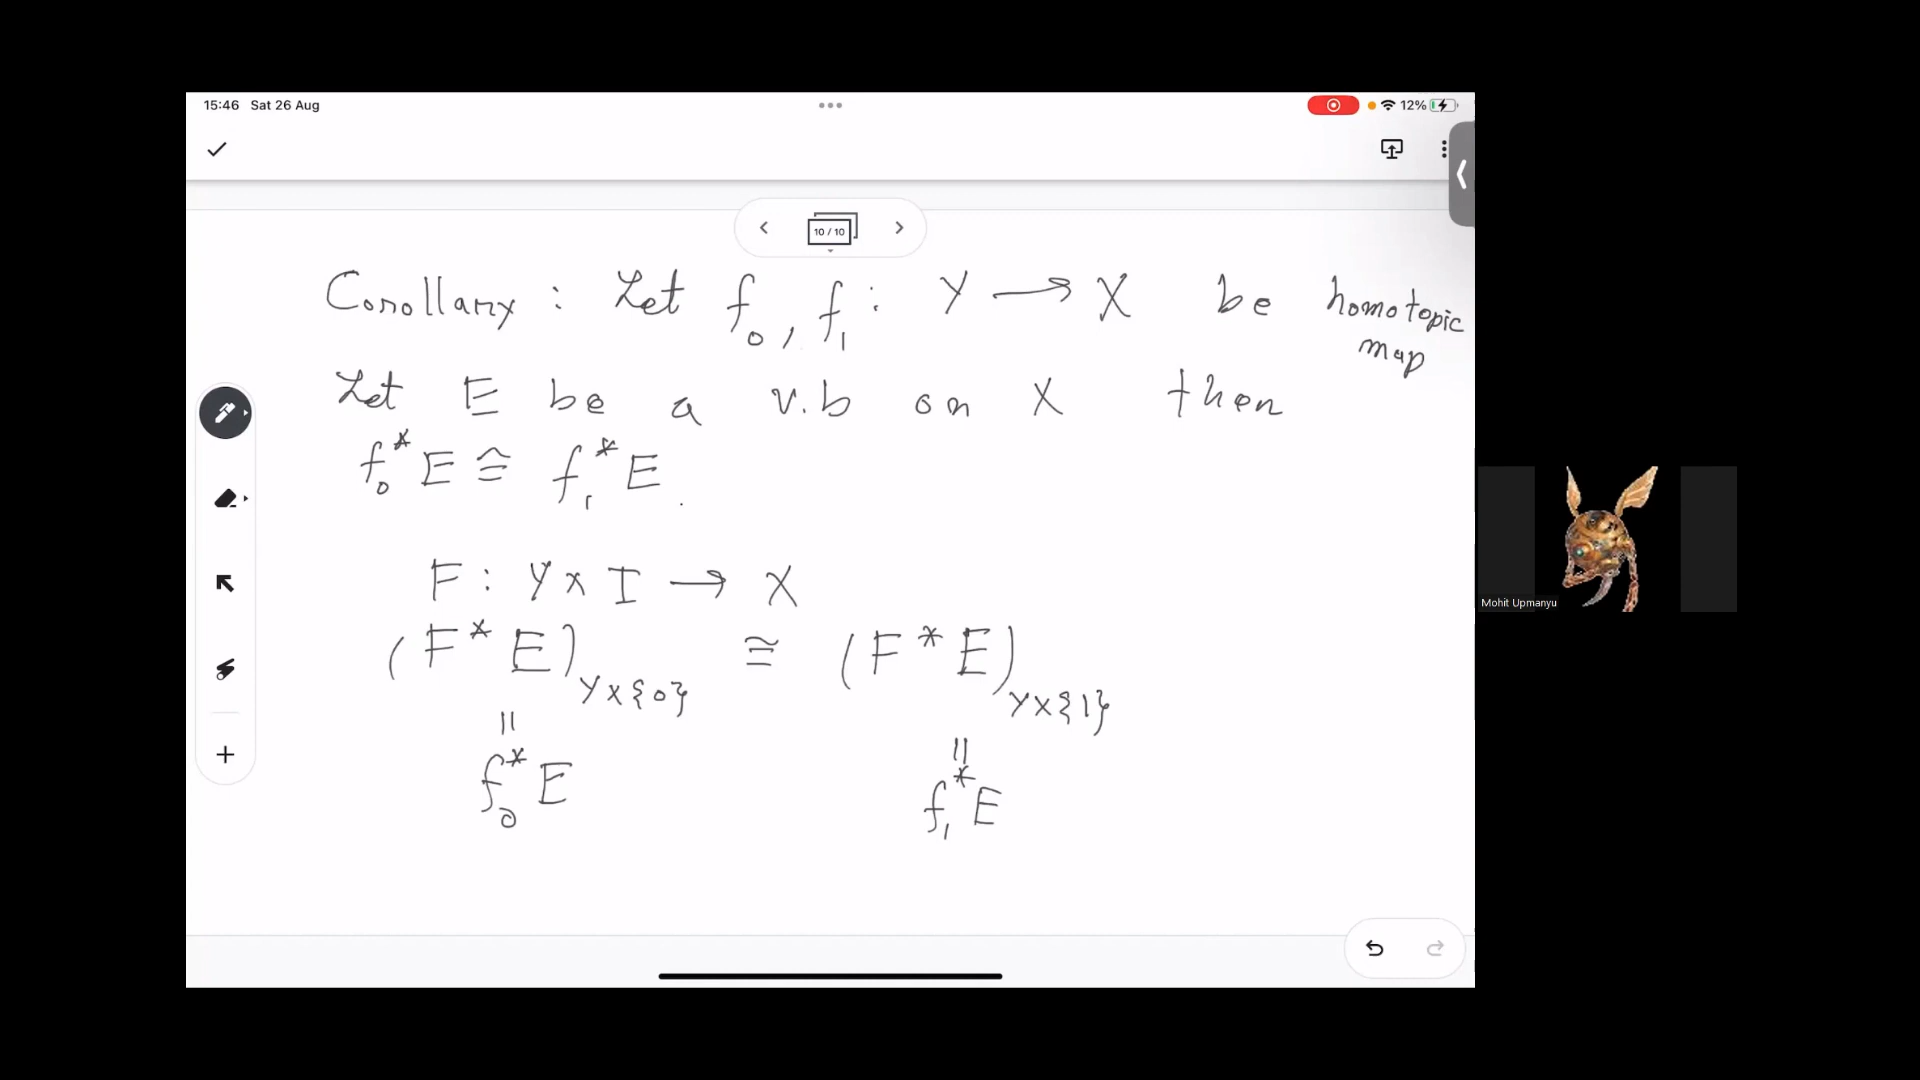 15:46 Sat 26 Aug
12%
10 / 10
Corollary : Let f₀, f₁ : Y → X be homotopic
map
Let E be a v.b on X then
f₀* E ≅ f₁* E .
F : Y × I → X
(F* E)_{Y×{0}} ≅ (F* E)_{Y×{1}}
||
||
f₀* E
f₁* E
Mohit Upmanyu